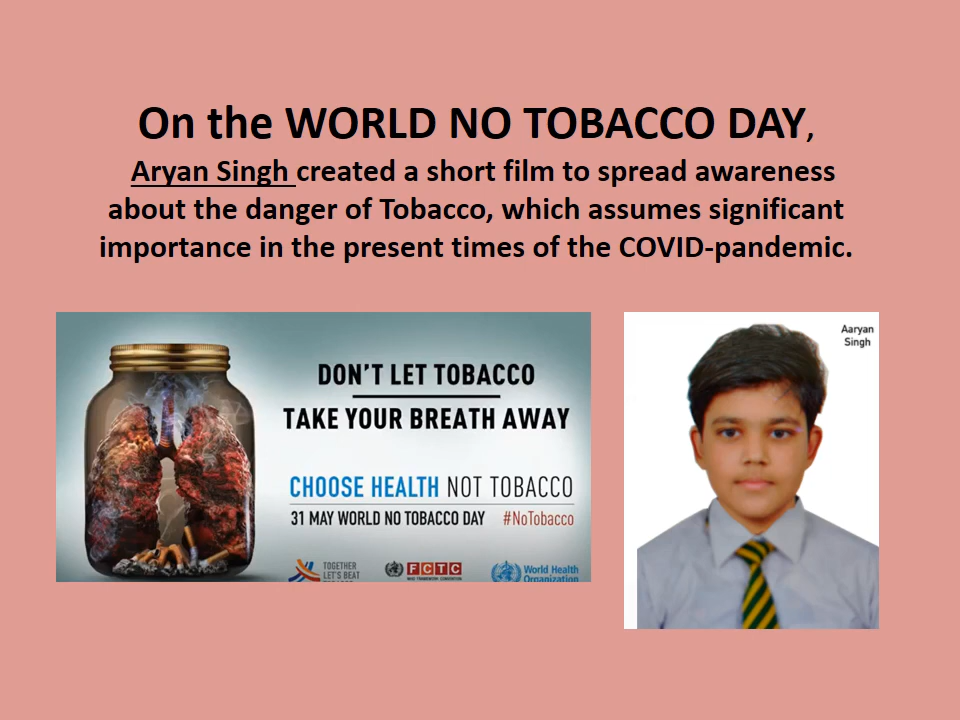 On the WORLD NO TOBACCO DAY,
Aryan Singh created a short film to spread awareness
about the danger of Tobacco, which assumes significant
importance in the present times of the COVID-pandemic.
DON'T LET TOBACCO
TAKE YOUR BREATH AWAY
CHOOSE HEALTH NOT TOBACCO
31 MAY WORLD NO TOBACCO DAY #NoTobacco
TOGETHER
LET'S BEAT
FCTC
World Health
Organization
Aaryan
Singh